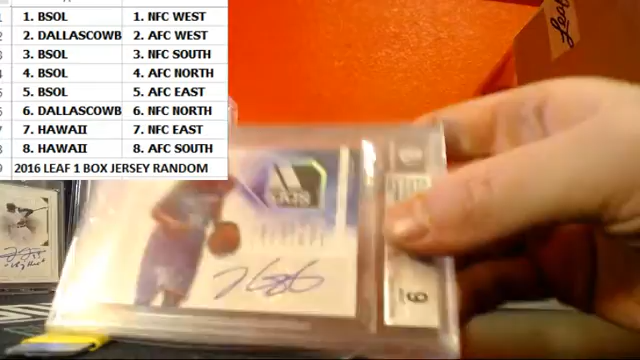 1. BSOL 1. NFC WEST
2. DALLASCOWB 2. AFC WEST
3. BSOL 3. NFC SOUTH
4. BSOL 4. AFC NORTH
5. BSOL 5. AFC EAST
6. DALLASCOWB 6. NFC NORTH
7. HAWAII 7. NFC EAST
8. HAWAII 8. AFC SOUTH
2016 LEAF 1 BOX JERSEY RANDOM
Leaf
9